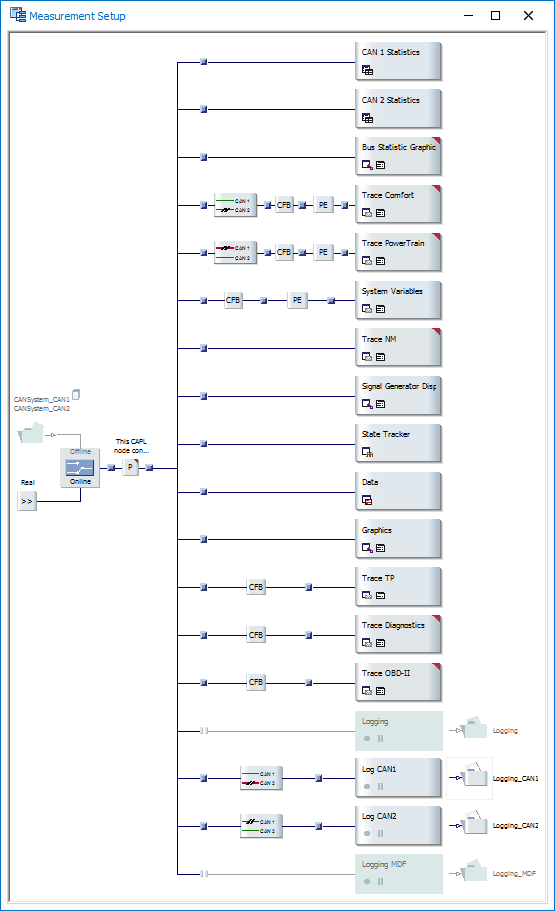 Measurement Setup
CAN 1 Statistics
CAN 2 Statistics
Bus Statistic Graphic
CAN 1
CAN 2
CFB
PE
Trace Comfort
CAN 1
CAN 2
CFB
PE
Trace PowerTrain
CFB
PE
System Variables
Trace NM
CANSystem_CAN1
CANSystem_CAN2
Signal Generator Disp
This CAPL
node con...
State Tracker
Offline
Online
P
Real
>>
Data
Graphics
CFB
Trace TP
CFB
Trace Diagnostics
CFB
Trace OBD-II
Logging
Logging
CAN 1
CAN 2
Log CAN1
Logging_CAN1
CAN 1
CAN 2
Log CAN2
Logging_CAN2
Logging MDF
Logging_MDF